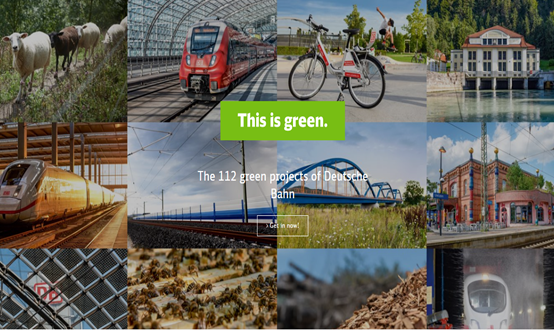 This is green.
The 112 green projects of Deutsche
Bahn
› Get in now!